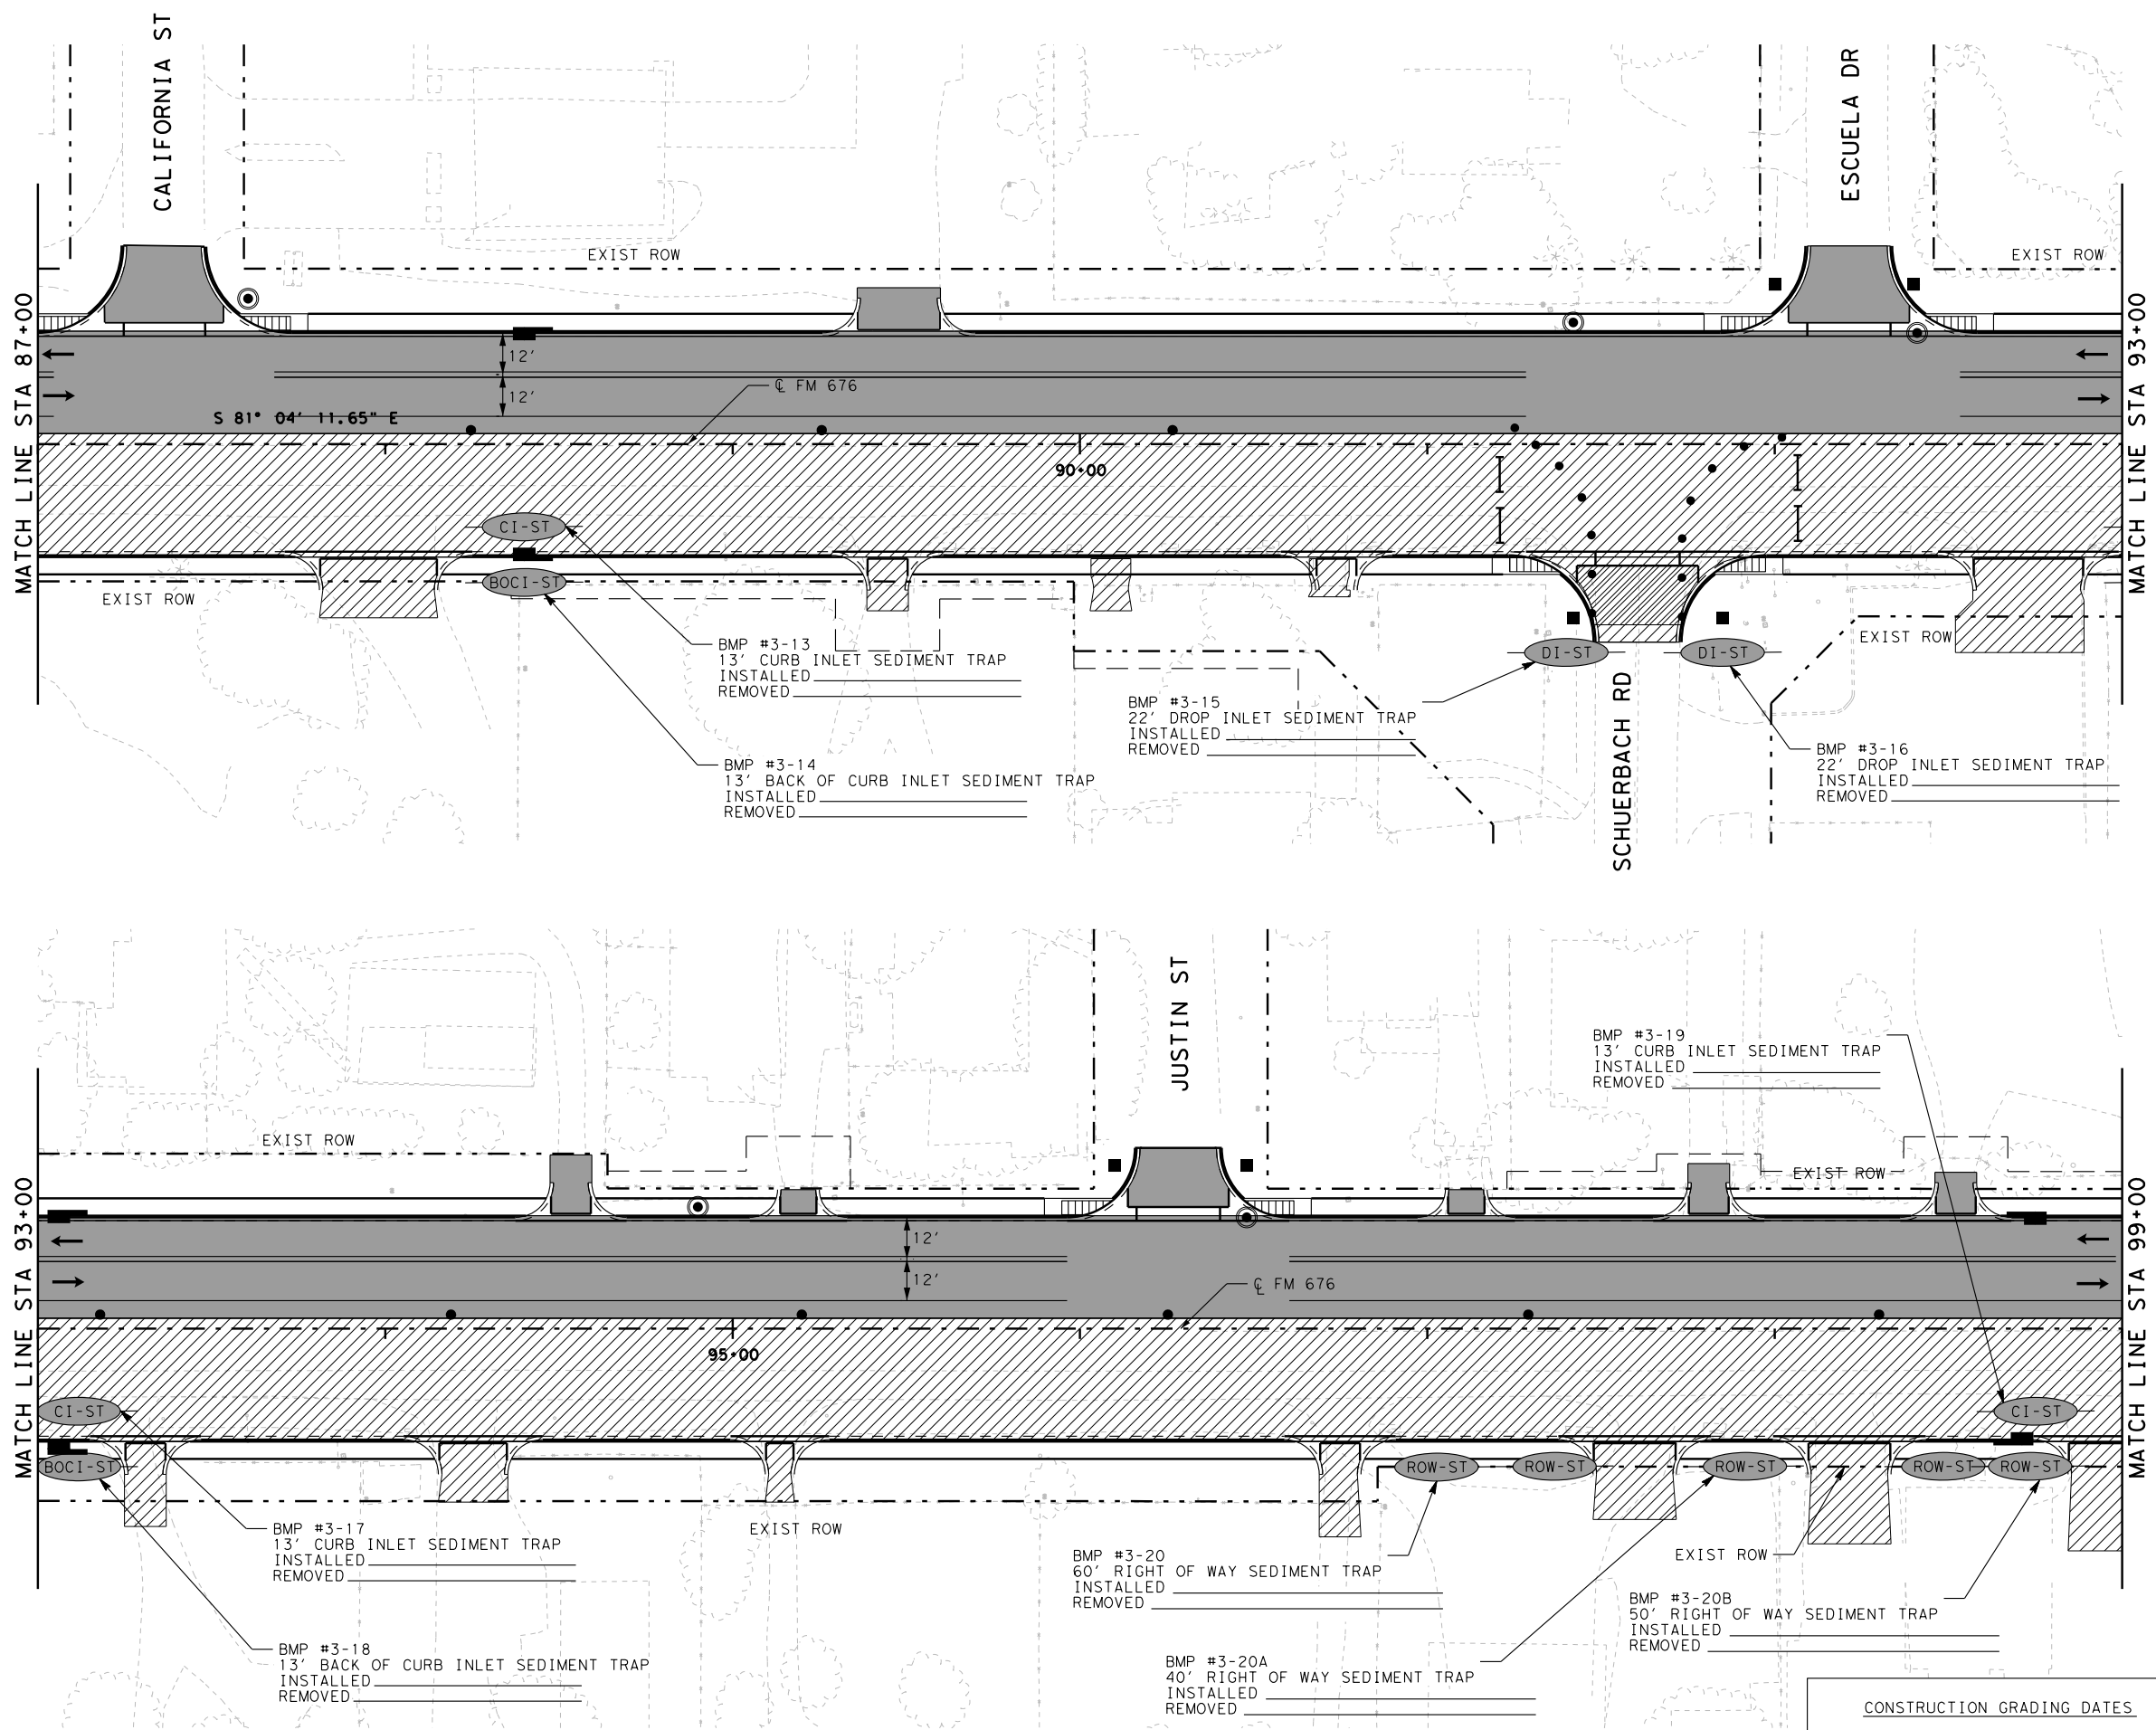 CALIFORNIA ST
ESCUELA DR
EXIST ROW
EXIST ROW
MATCH LINE STA 87+00
MATCH LINE STA 93+00
12'
12'
℄ FM 676
S 81° 04' 11.65" E
90+00
CI-ST
BOCI-ST
EXIST ROW
EXIST ROW
BMP #3-13
13' CURB INLET SEDIMENT TRAP
INSTALLED
REMOVED
DI-ST
DI-ST
SCHUERBACH RD
BMP #3-15
22' DROP INLET SEDIMENT TRAP
INSTALLED
REMOVED
BMP #3-16
22' DROP INLET SEDIMENT TRAP
INSTALLED
REMOVED
BMP #3-14
13' BACK OF CURB INLET SEDIMENT TRAP
INSTALLED
REMOVED
JUSTIN ST
BMP #3-19
13' CURB INLET SEDIMENT TRAP
INSTALLED
REMOVED
EXIST ROW
EXIST ROW
MATCH LINE STA 93+00
MATCH LINE STA 99+00
12'
12'
℄ FM 676
95+00
CI-ST
CI-ST
BOCI-ST
ROW-ST
ROW-ST
ROW-ST
ROW-ST
ROW-ST
BMP #3-17
13' CURB INLET SEDIMENT TRAP
INSTALLED
REMOVED
EXIST ROW
BMP #3-20
60' RIGHT OF WAY SEDIMENT TRAP
INSTALLED
REMOVED
EXIST ROW
BMP #3-20B
50' RIGHT OF WAY SEDIMENT TRAP
INSTALLED
REMOVED
BMP #3-18
13' BACK OF CURB INLET SEDIMENT TRAP
INSTALLED
REMOVED
BMP #3-20A
40' RIGHT OF WAY SEDIMENT TRAP
INSTALLED
REMOVED
CONSTRUCTION GRADING DATES